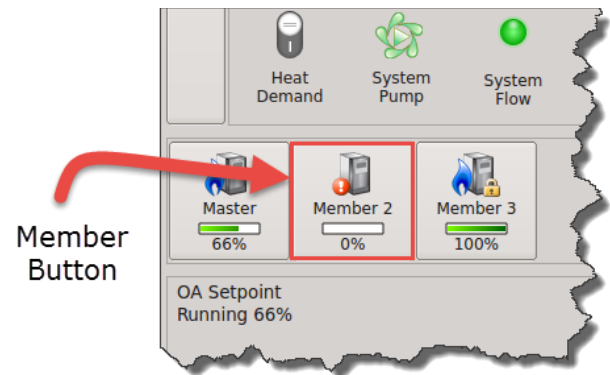 Heat
Demand
System
Pump
System
Flow
Master
66%
Member 2
0%
Member 3
100%
Member
Button
OA Setpoint
Running 66%